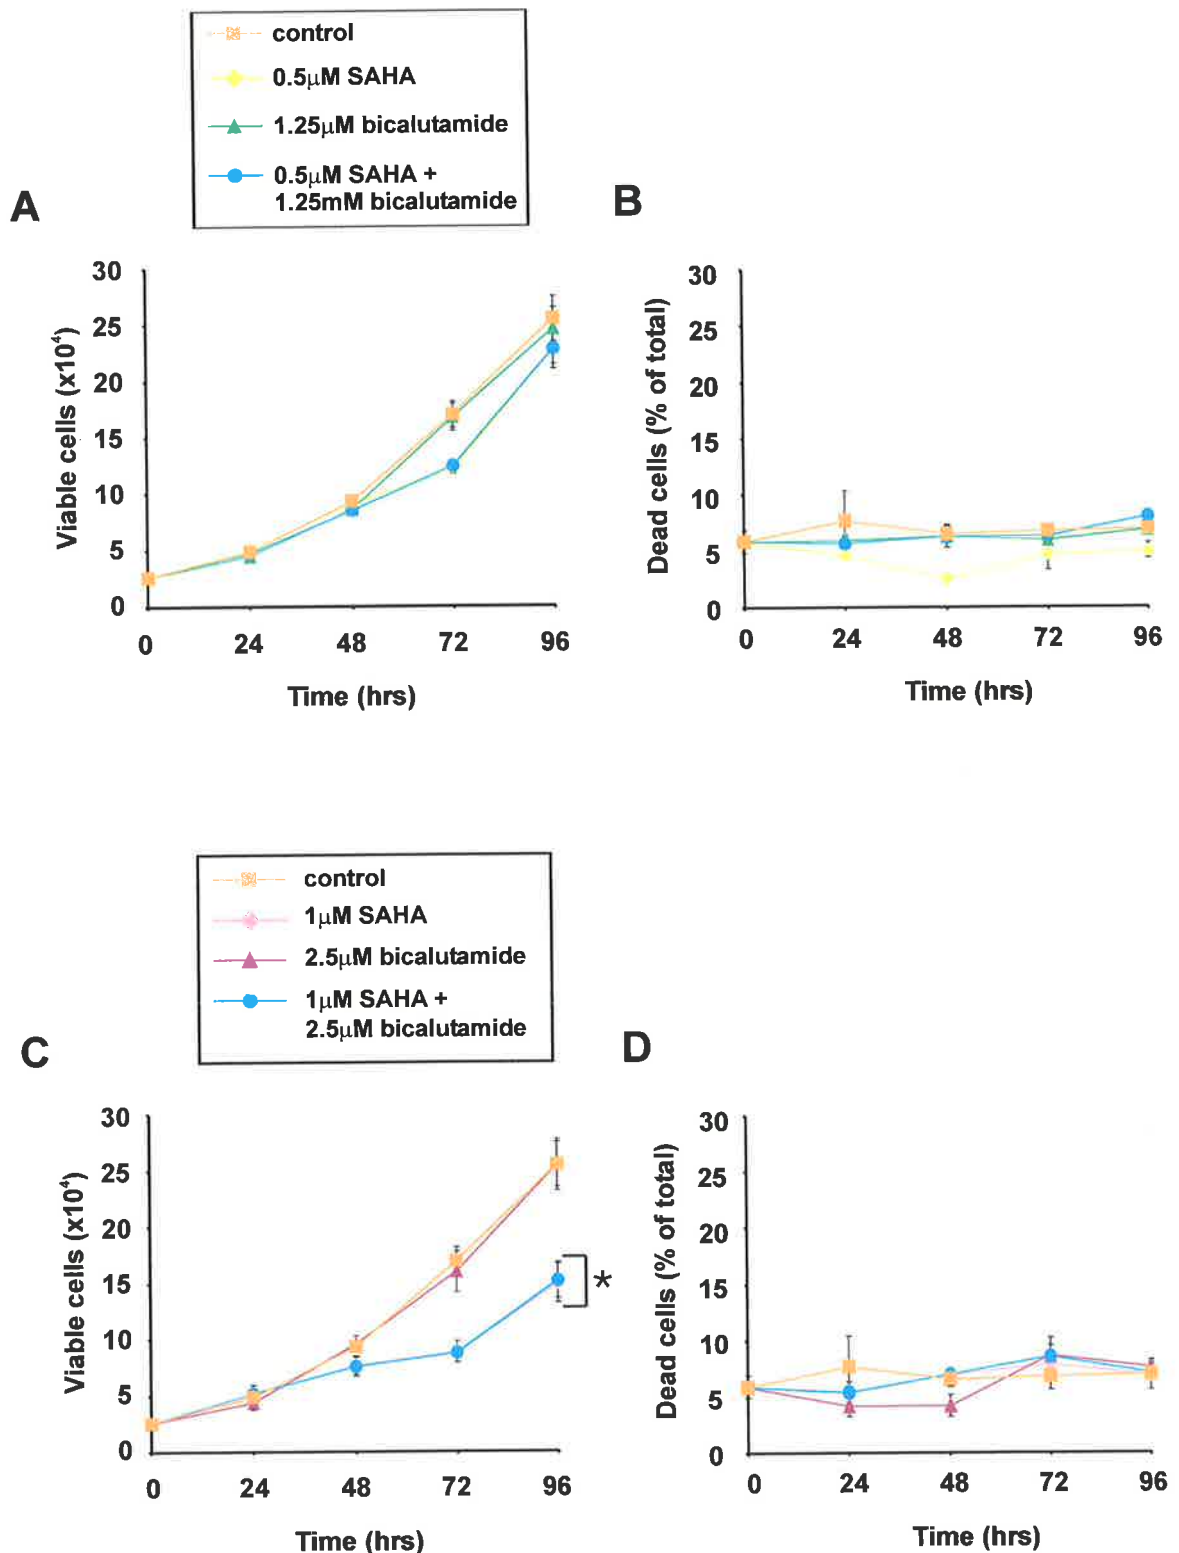 control
0.5μM SAHA
1.25μM bicalutamide
0.5μM SAHA +
1.25mM bicalutamide
A
B
30
25
20
15
10
5
0
Viable cells (x10⁴)
0 24 48 72 96
Time (hrs)
30
25
20
15
10
5
0
Dead cells (% of total)
0 24 48 72 96
Time (hrs)
control
1μM SAHA
2.5μM bicalutamide
1μM SAHA +
2.5μM bicalutamide
C
D
30
25
20
15
10
5
0
Viable cells (x10⁴)
*
0 24 48 72 96
Time (hrs)
30
25
20
15
10
5
0
Dead cells (% of total)
0 24 48 72 96
Time (hrs)